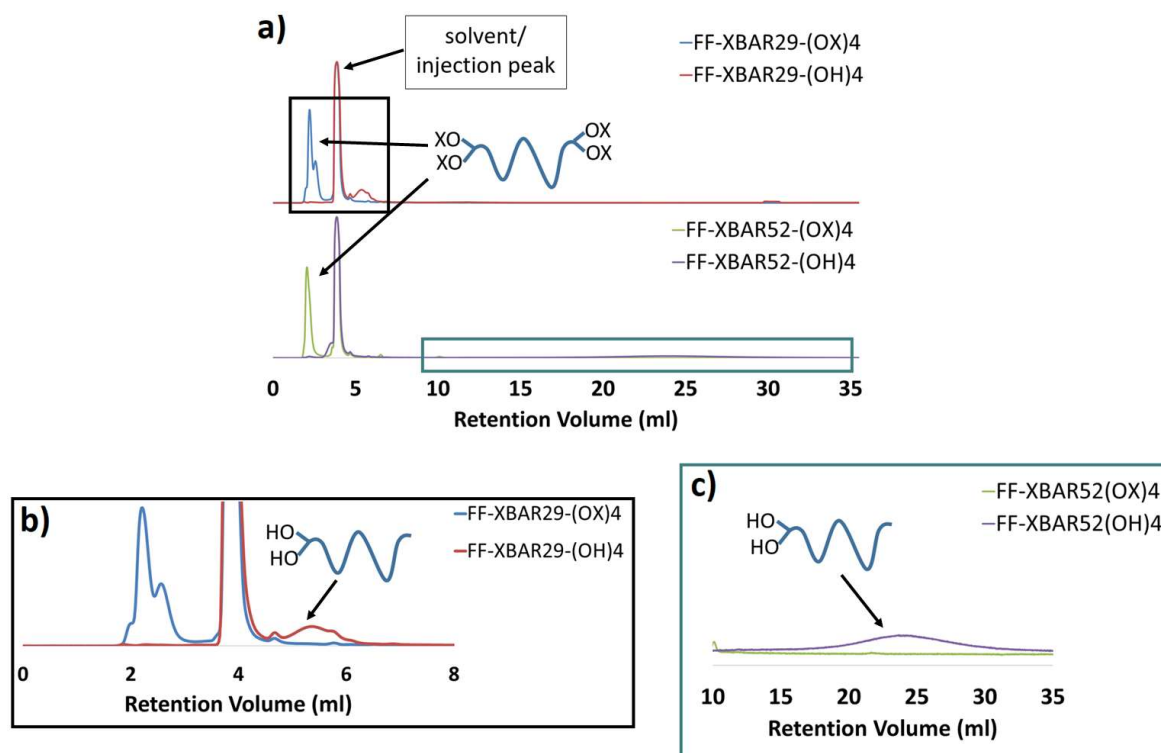 a)
solvent/
injection peak
FF-XBAR29-(OX)4
FF-XBAR29-(OH)4
XO
XO
OX
OX
FF-XBAR52-(OX)4
FF-XBAR52-(OH)4
0 5 10 15 20 25 30 35
Retention Volume (ml)
b)
FF-XBAR29-(OX)4
FF-XBAR29-(OH)4
HO
HO
0 2 4 6 8
Retention Volume (ml)
c)
FF-XBAR52(OX)4
FF-XBAR52(OH)4
HO
HO
10 15 20 25 30 35
Retention Volume (ml)